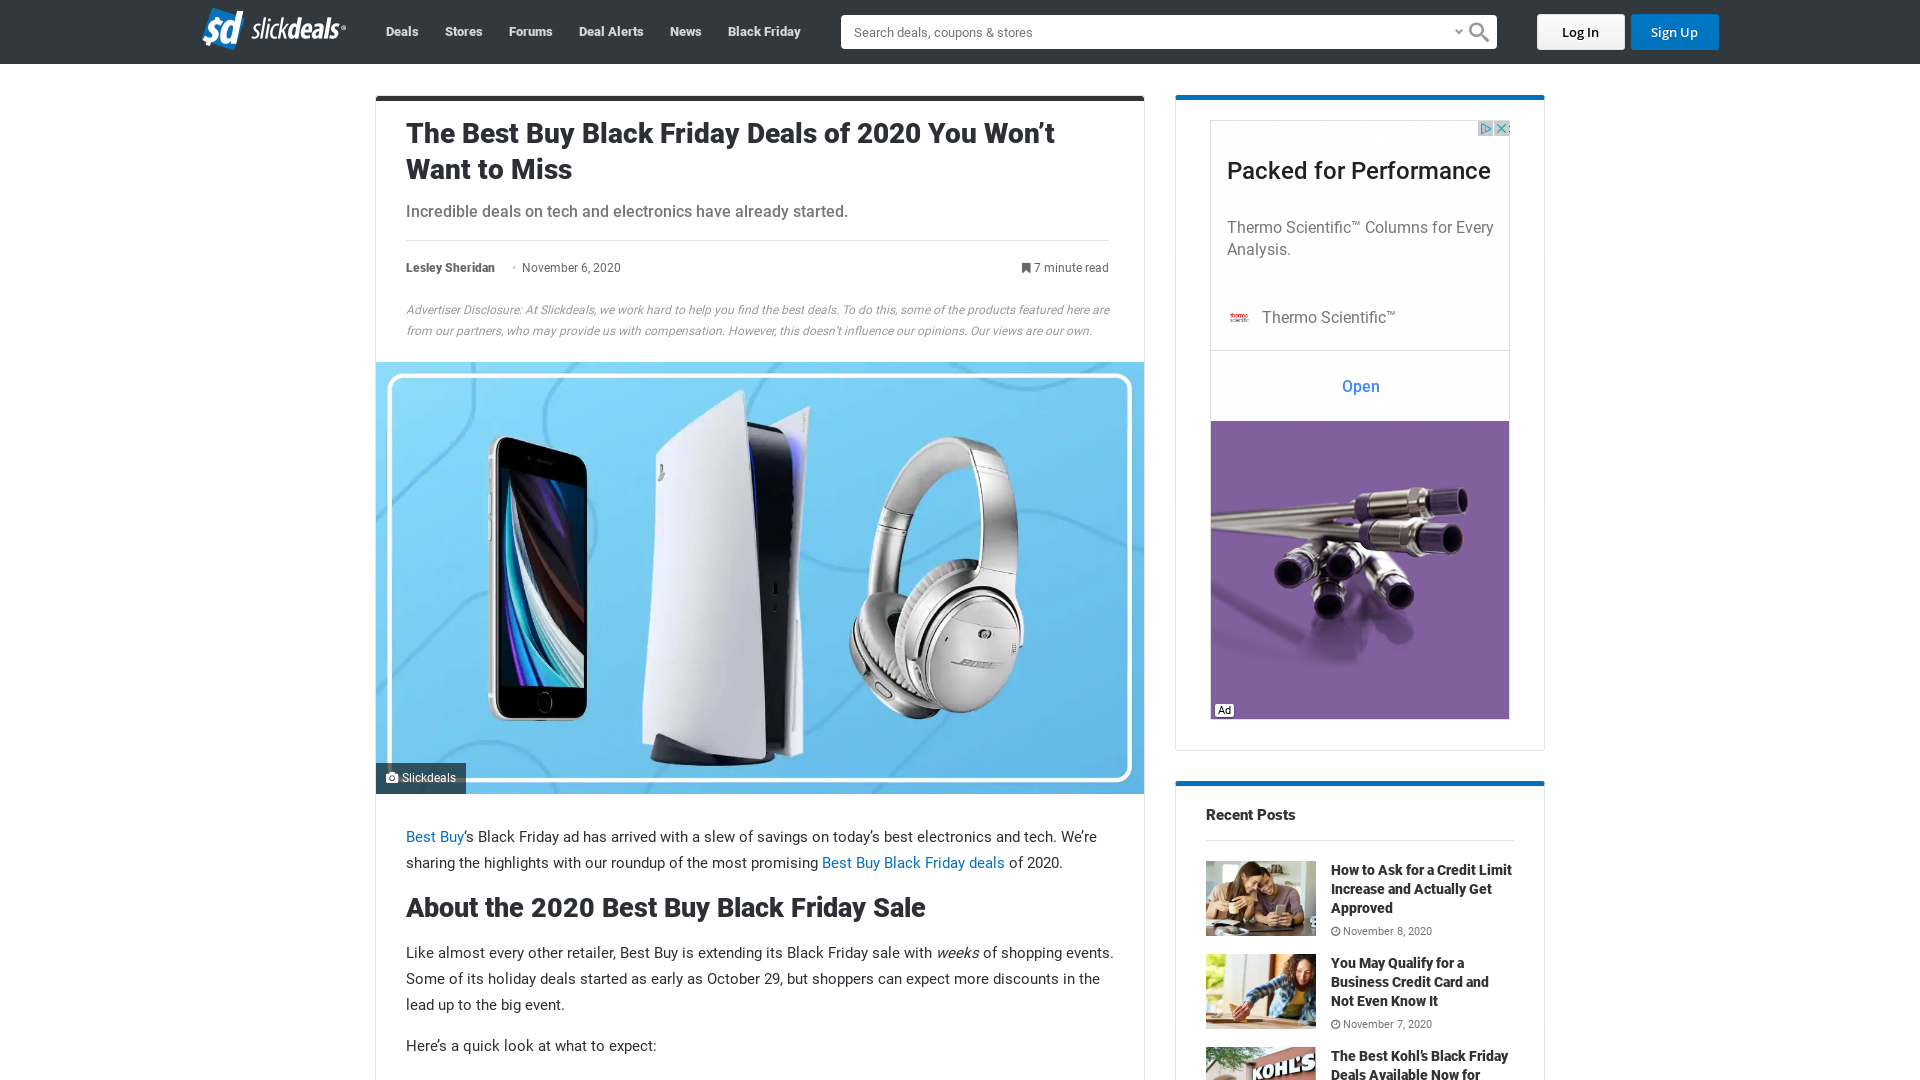 sd slickdeals
Deals
Stores
Forums
Deal Alerts
News
Black Friday
Search deals, coupons & stores
Log In
Sign Up
The Best Buy Black Friday Deals of 2020 You Won’t
Want to Miss
Incredible deals on tech and electronics have already started.
Lesley Sheridan • November 6, 2020
7 minute read
Advertiser Disclosure: At Slickdeals, we work hard to help you find the best deals. To do this, some of the products featured here are
from our partners, who may provide us with compensation. However, this doesn’t influence our opinions. Our views are our own.
BOSE
Slickdeals
Best Buy‘s Black Friday ad has arrived with a slew of savings on today’s best electronics and tech. We’re
sharing the highlights with our roundup of the most promising Best Buy Black Friday deals of 2020.
About the 2020 Best Buy Black Friday Sale
Like almost every other retailer, Best Buy is extending its Black Friday sale with weeks of shopping events.
Some of its holiday deals started as early as October 29, but shoppers can expect more discounts in the
lead up to the big event.
Here’s a quick look at what to expect:
Packed for Performance
Thermo Scientific™ Columns for Every
Analysis.
thermo
scientific
Thermo Scientific™
Open
Ad
Recent Posts
How to Ask for a Credit Limit
Increase and Actually Get
Approved
November 8, 2020
You May Qualify for a
Business Credit Card and
Not Even Know It
November 7, 2020
KOHL'S
The Best Kohl’s Black Friday
Deals Available Now for